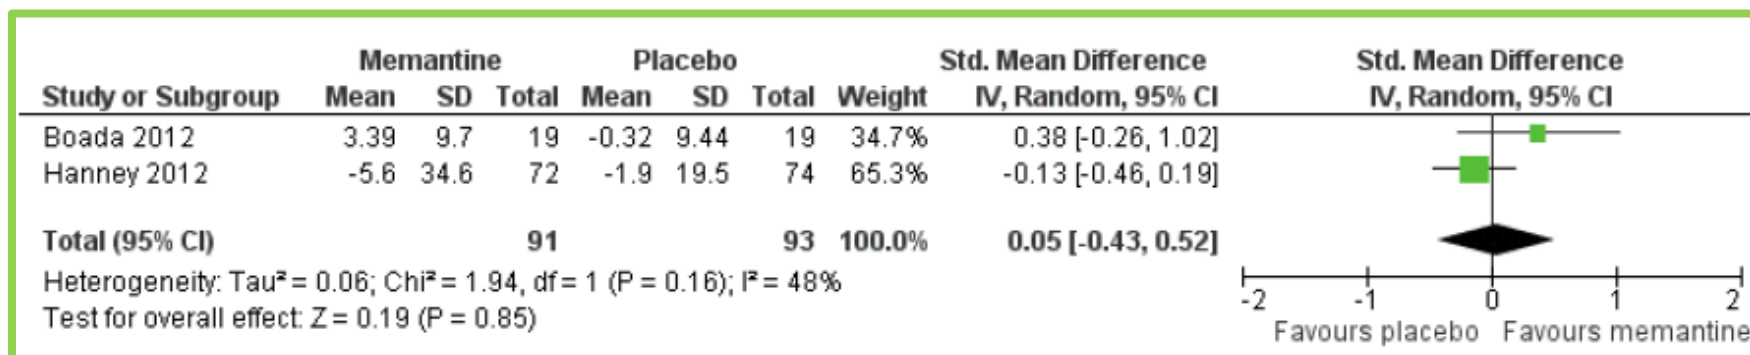 Memantine Placebo Std. Mean Difference Std. Mean Difference
Study or Subgroup Mean SD Total Mean SD Total Weight IV, Random, 95% CI IV, Random, 95% CI
Boada 2012 3.39 9.7 19 -0.32 9.44 19 34.7% 0.38 [-0.26, 1.02]
Hanney 2012 -5.6 34.6 72 -1.9 19.5 74 65.3% -0.13 [-0.46, 0.19]
Total (95% CI) 91 93 100.0% 0.05 [-0.43, 0.52]
Heterogeneity: Tau² = 0.06; Chi² = 1.94, df = 1 (P = 0.16); I² = 48%
Test for overall effect: Z = 0.19 (P = 0.85)
-2 -1 0 1 2
Favours placebo Favours memantine